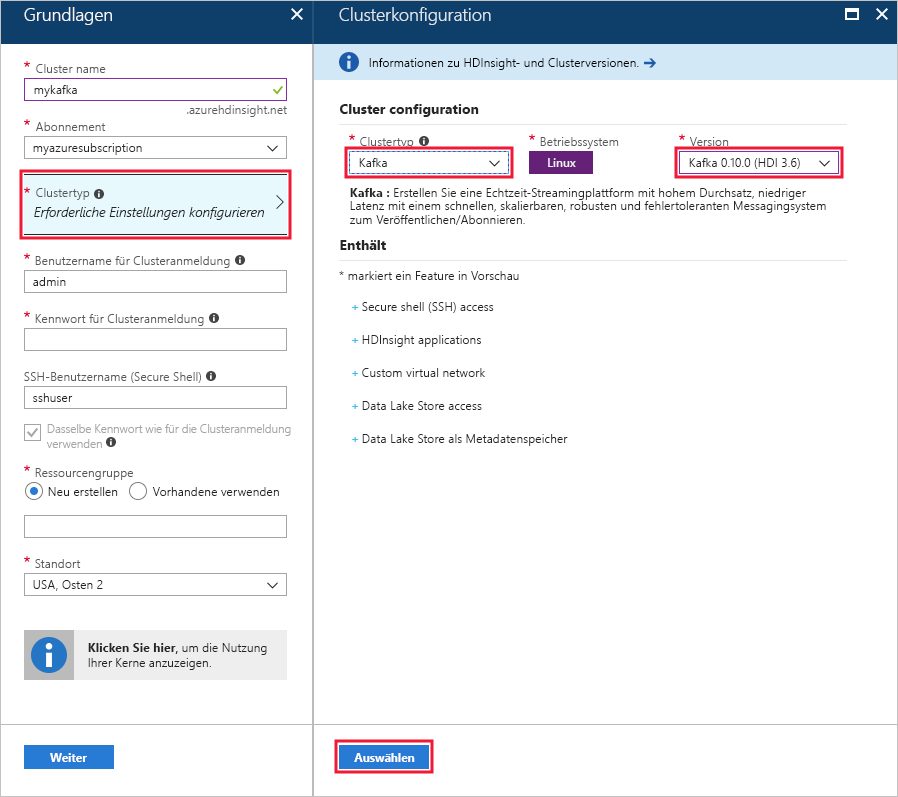 Grundlagen
* Cluster name
mykafka
.azurehdinsight.net
* Abonnement
myazuresubscription
* Clustertyp
Erforderliche Einstellungen konfigurieren
* Benutzername für Clusteranmeldung
admin
* Kennwort für Clusteranmeldung
SSH-Benutzername (Secure Shell)
sshuser
Dasselbe Kennwort wie für die Clusteranmeldung
verwenden
* Ressourcengruppe
Neu erstellen
Vorhandene verwenden
* Standort
USA, Osten 2
Klicken Sie hier, um die Nutzung
Ihrer Kerne anzuzeigen.
Weiter
Clusterkonfiguration
Informationen zu HDInsight- und Clusterversionen. →
Cluster configuration
* Clustertyp
Kafka
* Betriebssystem
Linux
* Version
Kafka 0.10.0 (HDI 3.6)
Kafka : Erstellen Sie eine Echtzeit-Streamingplattform mit hohem Durchsatz, niedriger
Latenz mit einem schnellen, skalierbaren, robusten und fehlertoleranten Messagingsystem
zum Veröffentlichen/Abonnieren.
Enthält
* markiert ein Feature in Vorschau
+ Secure shell (SSH) access
+ HDInsight applications
+ Custom virtual network
+ Data Lake Store access
+ Data Lake Store als Metadatenspeicher
Auswählen